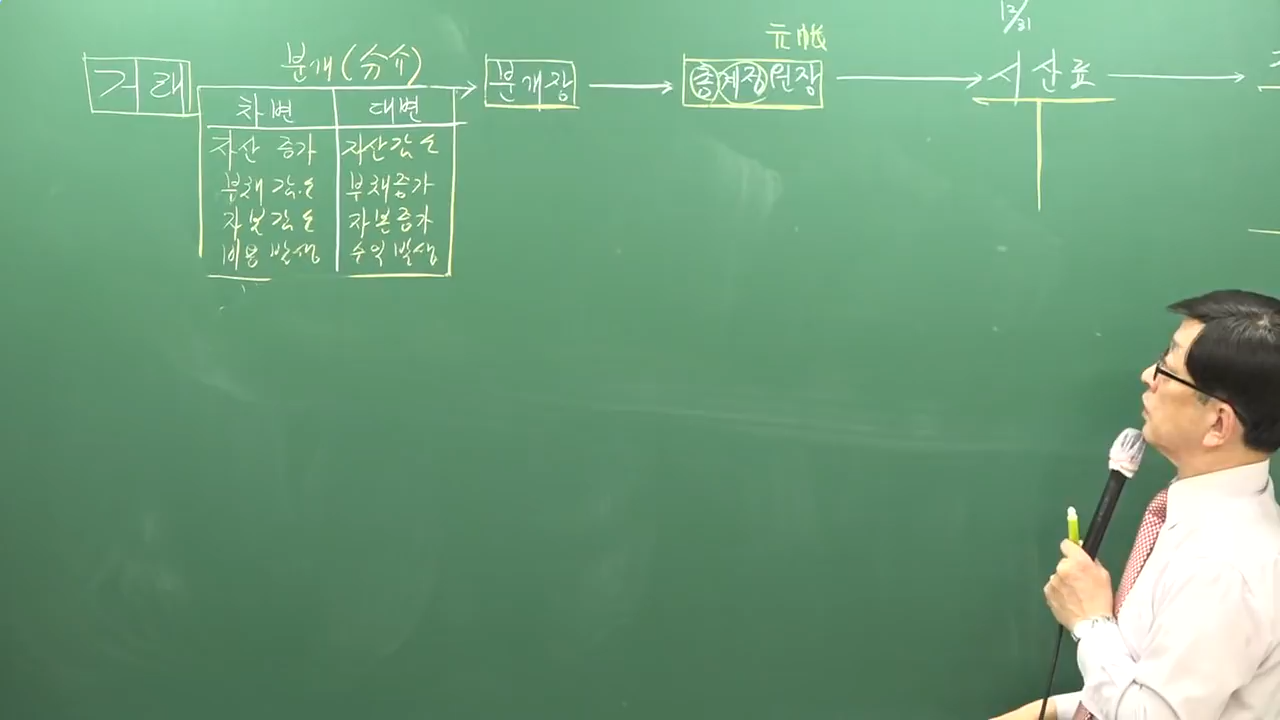 12/31
元帳
분개(分介)
거래
분개장
총계정원장
시산표
차변 대변
자산 증가 자산감소
부채감소 부채증가
자본감소 자본증가
비용발생 수익발생